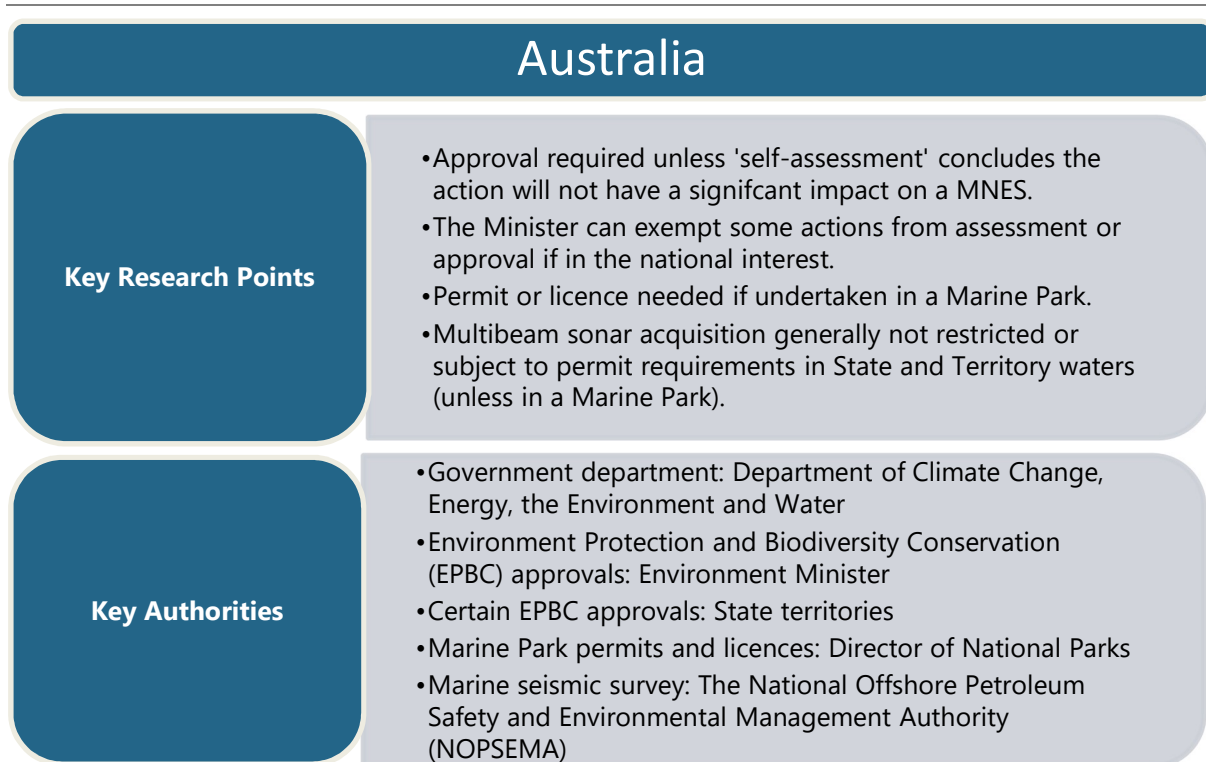 Australia
Key Research Points
•Approval required unless 'self-assessment' concludes the
action will not have a signifcant impact on a MNES.
•The Minister can exempt some actions from assessment or
approval if in the national interest.
•Permit or licence needed if undertaken in a Marine Park.
•Multibeam sonar acquisition generally not restricted or
subject to permit requirements in State and Territory waters
(unless in a Marine Park).
Key Authorities
•Government department: Department of Climate Change,
Energy, the Environment and Water
•Environment Protection and Biodiversity Conservation
(EPBC) approvals: Environment Minister
•Certain EPBC approvals: State territories
•Marine Park permits and licences: Director of National Parks
•Marine seismic survey: The National Offshore Petroleum
Safety and Environmental Management Authority
(NOPSEMA)